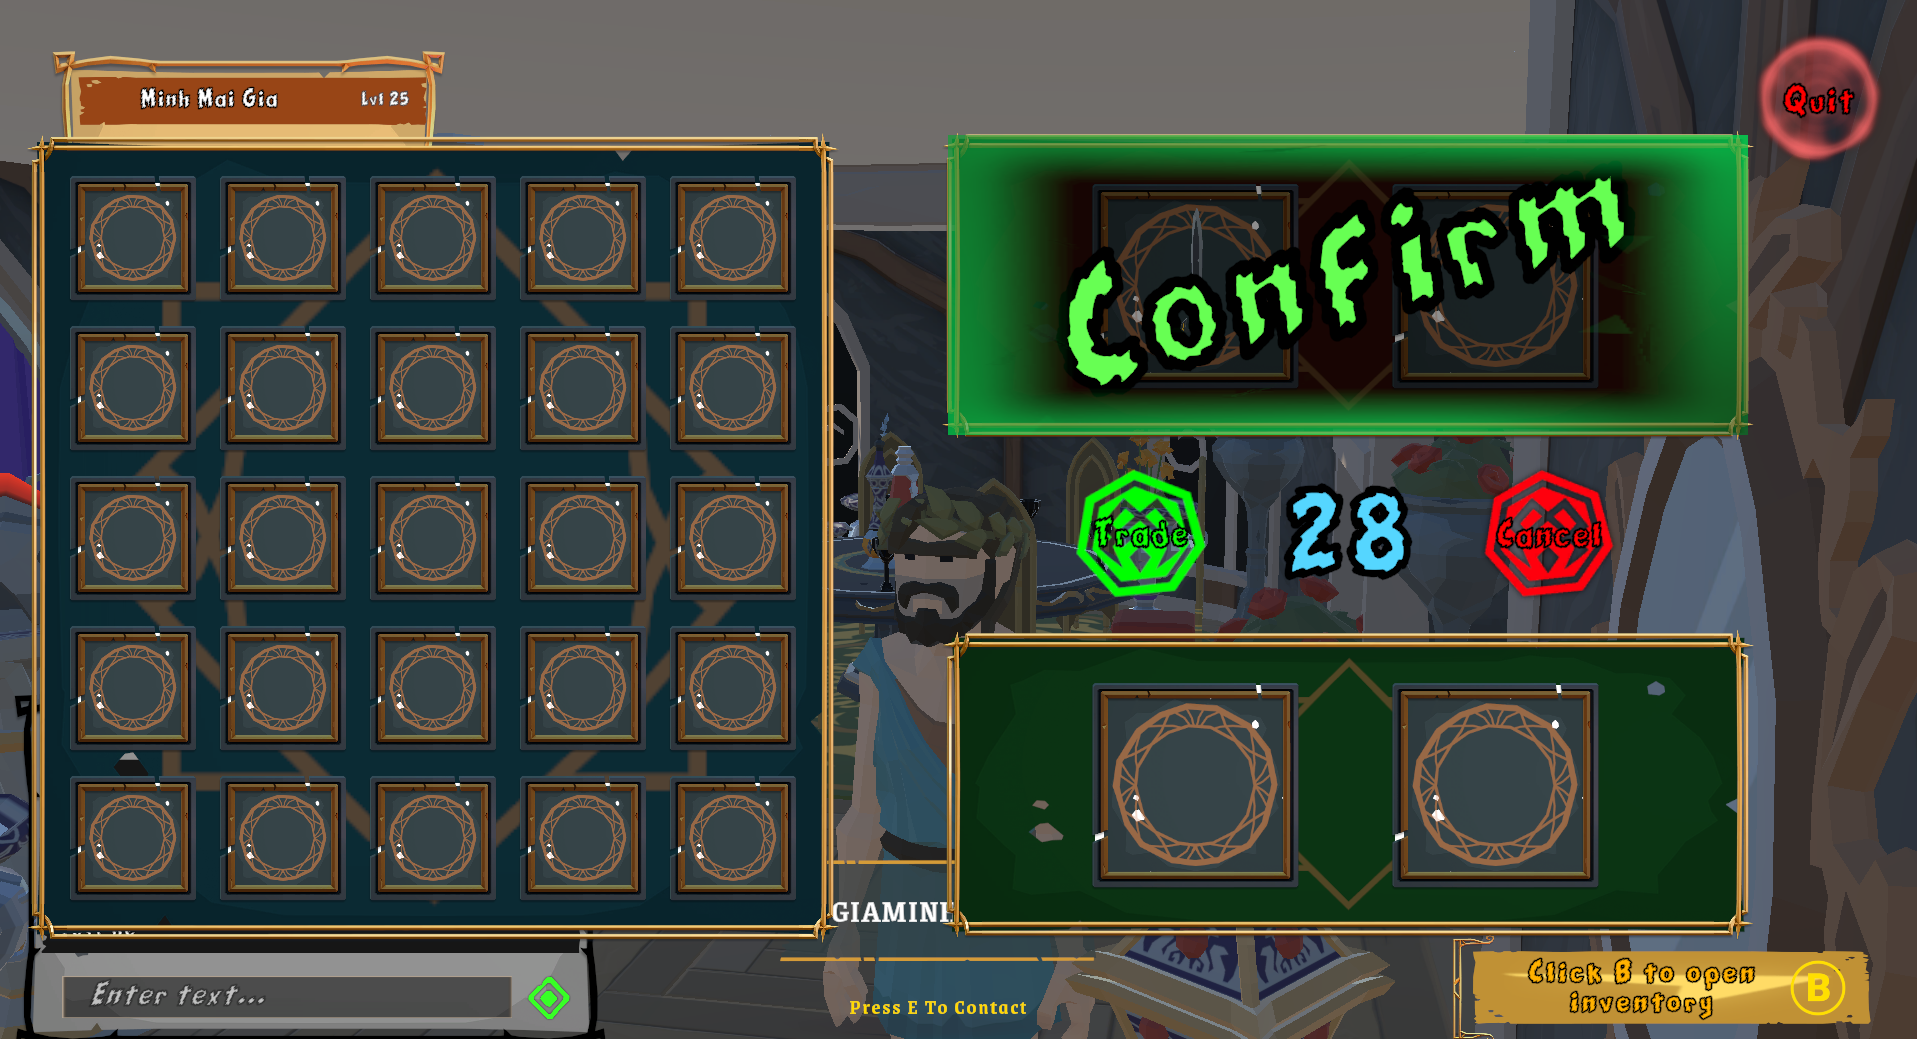 Minh Mai Gia
Lvl 25
Quit
Confirm
Trade
28
Cancel
Enter text...
Press E To Contact
Click B to open
inventory
B